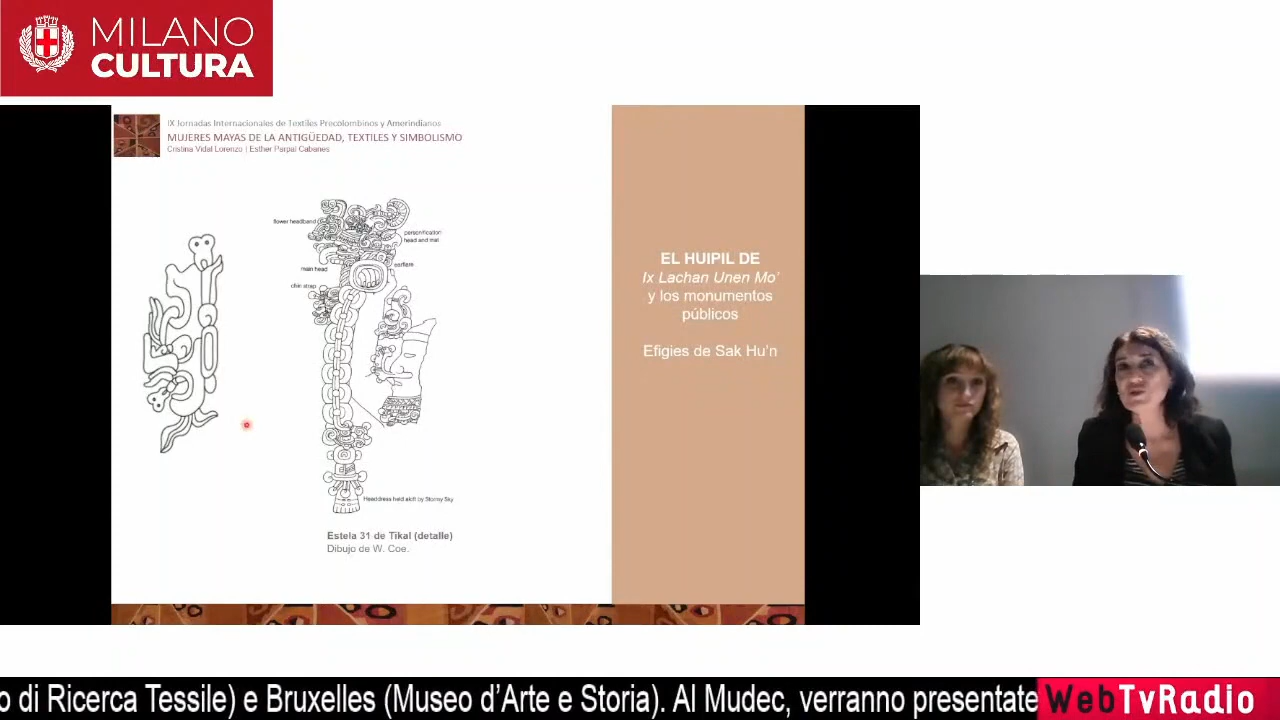 MILANO
CULTURA
IX Jornadas Internacionales de Textiles Precolombinos y Amerindianos
MUJERES MAYAS DE LA ANTIGÜEDAD, TEXTILES Y SIMBOLISMO
Cristina Vidal Lorenzo | Esther Parpal Cabanes
flower headband
personification
head and mat
main head
earflare
chin strap
Headdress held aloft by Stormy Sky
Estela 31 de Tikal (detalle)
Dibujo de W. Coe.
EL HUIPIL DE
Ix Lachan Unen Mo'
y los monumentos
públicos
Efigies de Sak Hu'n
o di Ricerca Tessile) e Bruxelles (Museo d'Arte e Storia). Al Mudec, verranno presentate
WebTvRadio